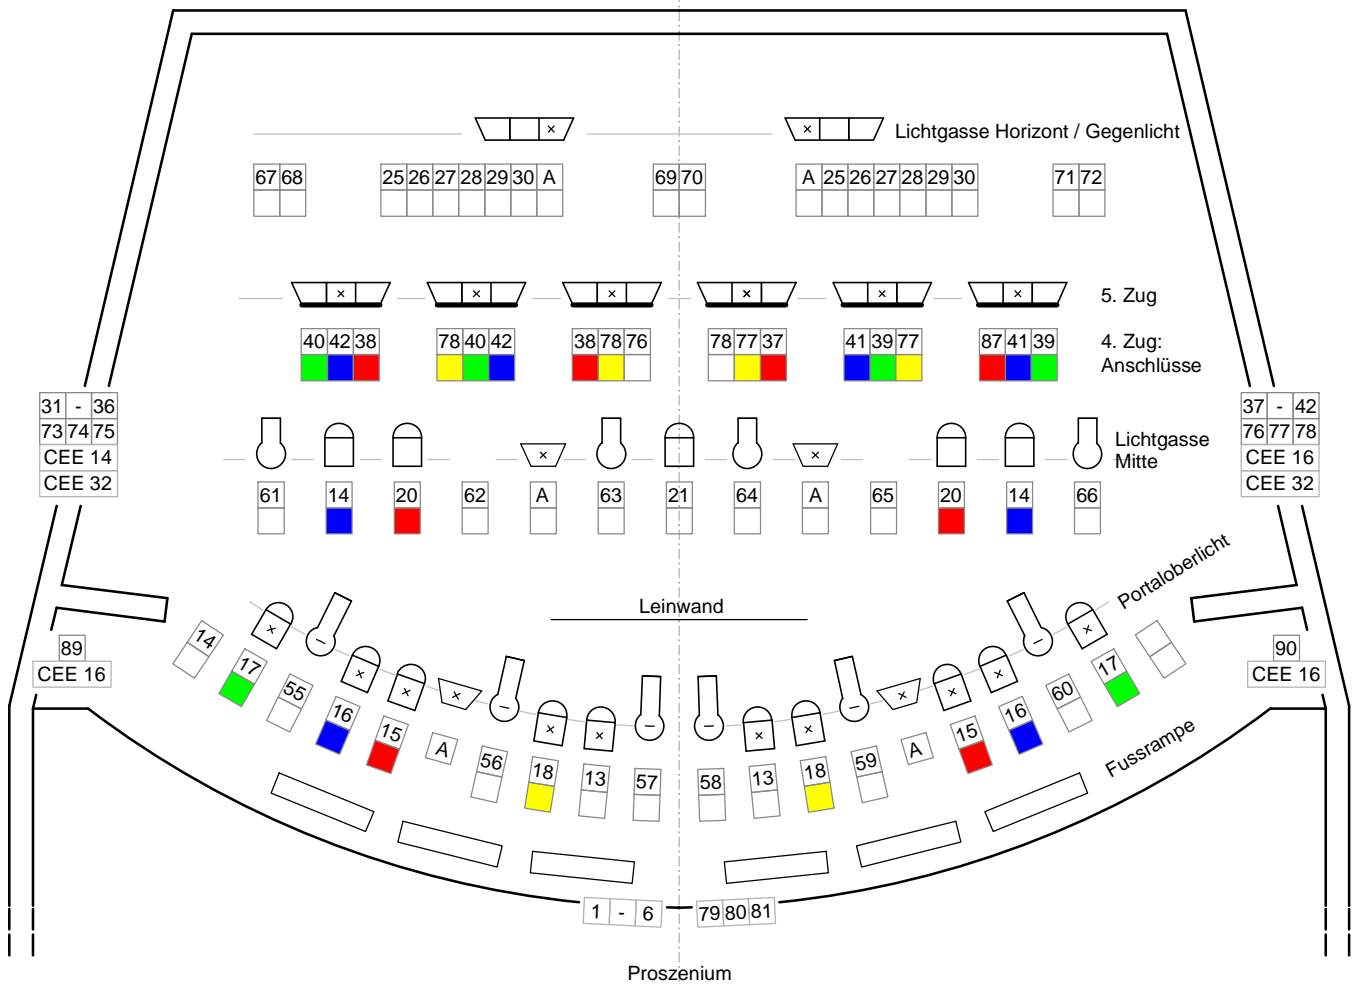 Lichtgasse Horizont / Gegenlicht
67 68 25 26 27 28 29 30 A 69 70 A 25 26 27 28 29 30 71 72
5. Zug
40 42 38 78 40 42 38 78 76 78 77 37 41 39 77 87 41 39
4. Zug:
Anschlüsse
31 - 36
73 74 75
CEE 14
CEE 32
37 - 42
76 77 78
CEE 16
CEE 32
Lichtgasse
Mitte
61 14 20 62 A 63 21 64 A 65 20 14 66
Portaloberlicht
Leinwand
89
CEE 16
90
CEE 16
14 17 55 16 15 A 56 18 13 57 58 13 18 59 A 15 16 60 17
Fussrampe
1 - 6 79 80 81
Proszenium